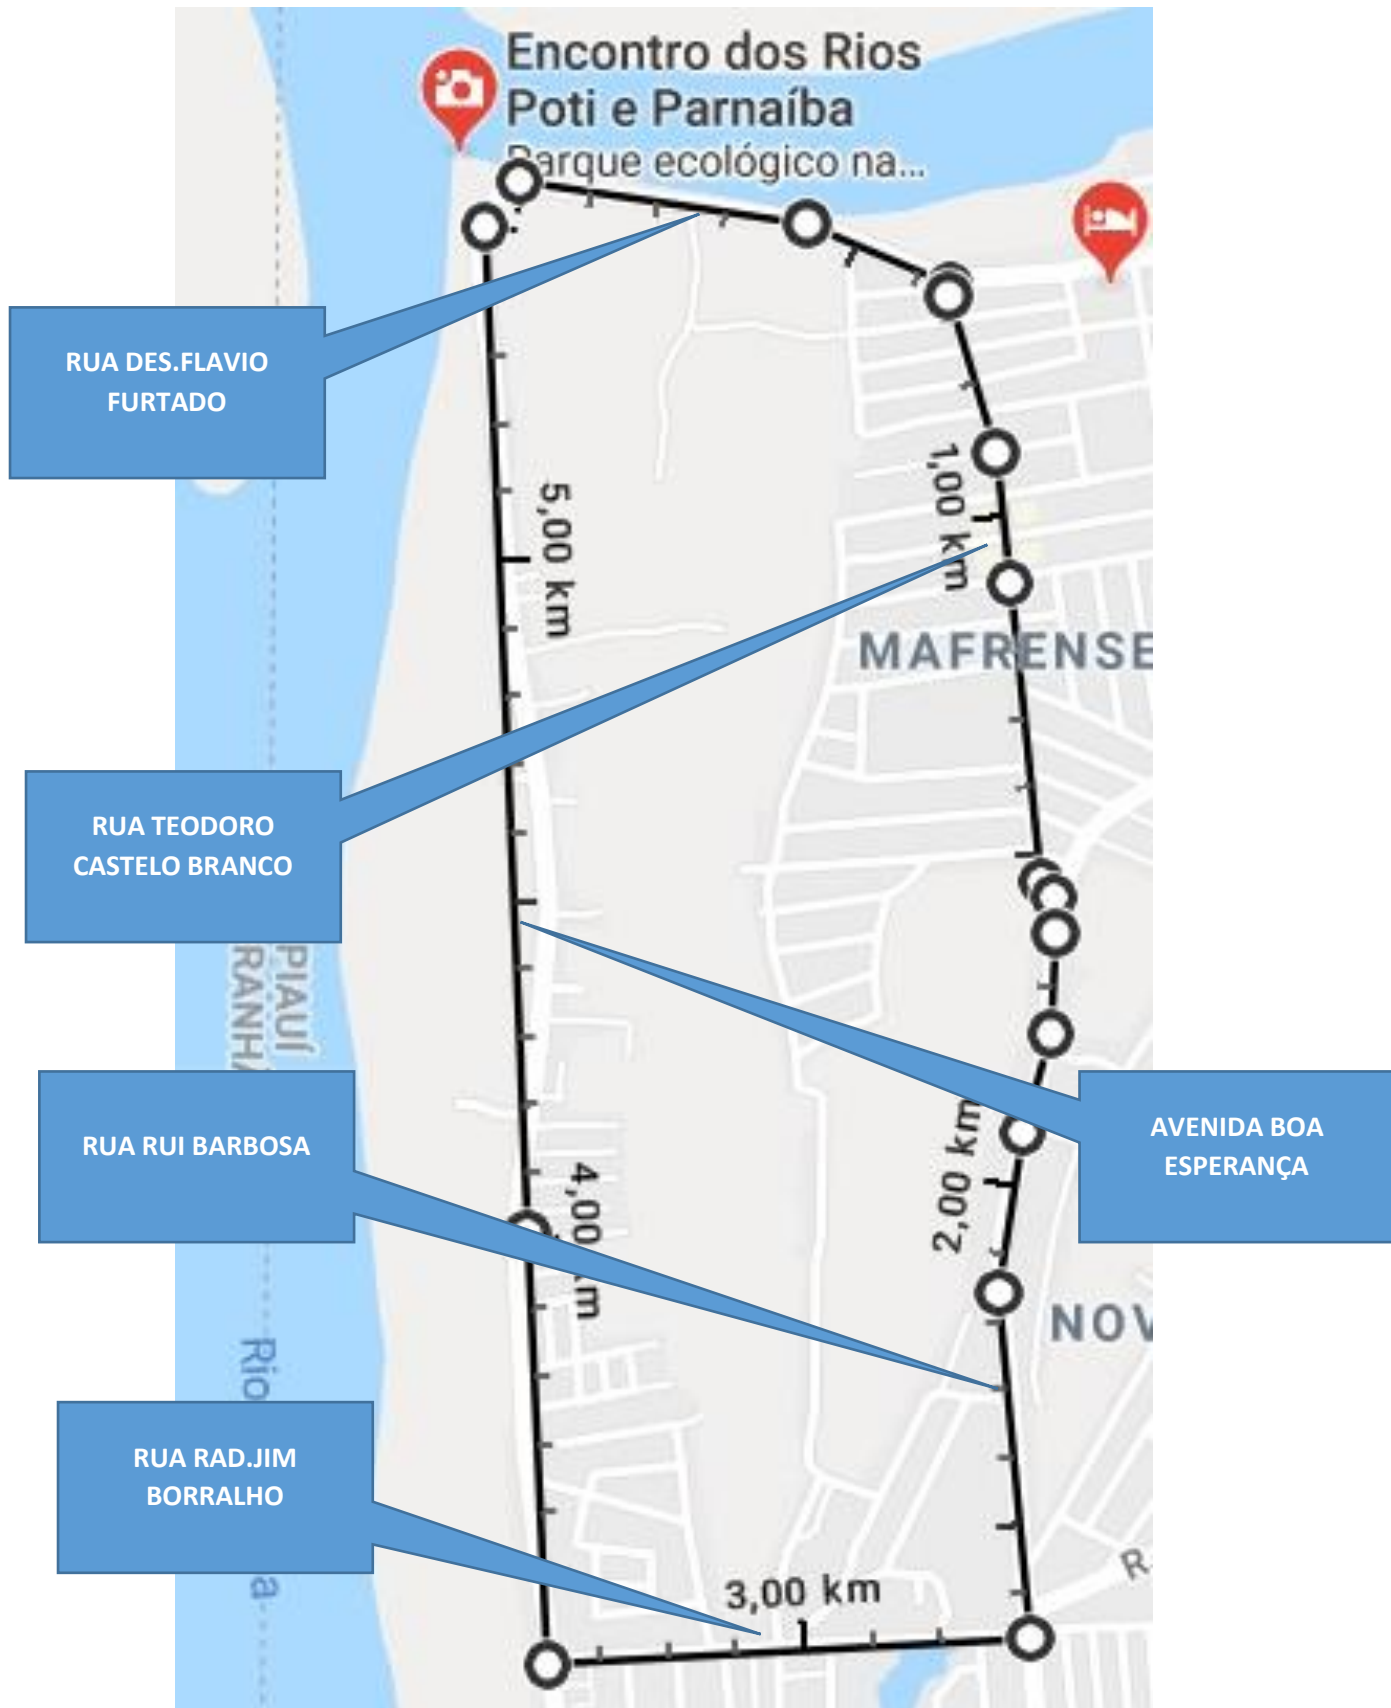 Encontro dos Rios
Poti e Parnaíba
Parque ecológico na...
RUA DES.FLAVIO
FURTADO
1,00 km
5,00 km
MAFRENSE
RUA TEODORO
CASTELO BRANCO
PIAUÍ
RANHÃ
RUA RUI BARBOSA
AVENIDA BOA
ESPERANÇA
2,00 km
4,00 km
NOV
Rio
RUA RAD.JIM
BORRALHO
3,00 km
R.
a